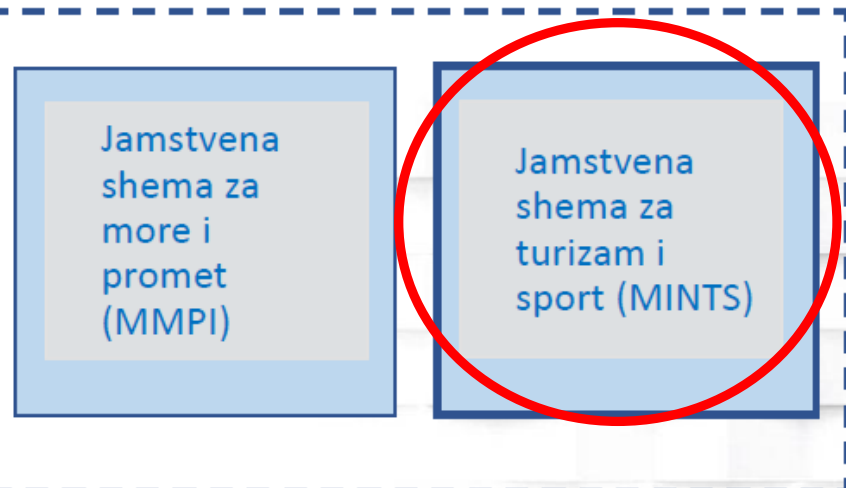 Jamstvena
shema za
more i
promet
(MMPI)
Jamstvena
shema za
turizam i
sport (MINTS)